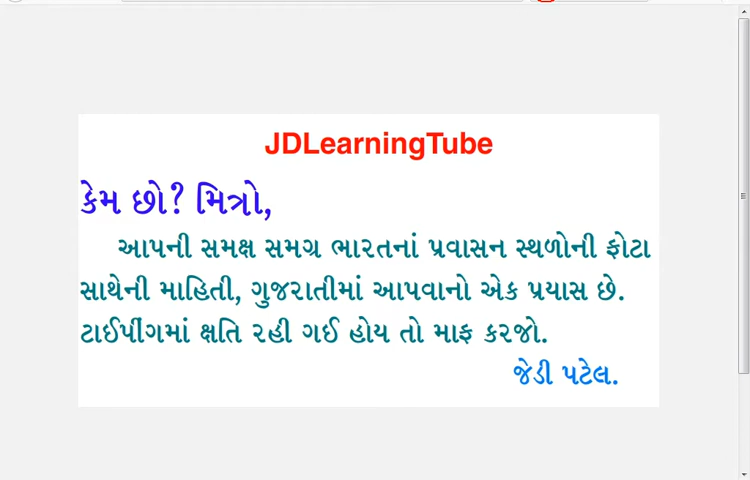 JDLearningTube
કેમ છો? મિત્રો,
આપની સમક્ષ સમગ્ર ભારતનાં પ્રવાસન સ્થળોની ફોટા
સાથેની માહિતી, ગુજરાતીમાં આપવાનો એક પ્રયાસ છે.
ટાઈપીંગમાં ક્ષતિ રહી ગઈ હોય તો માફ કરજો.
જેડી પટેલ.